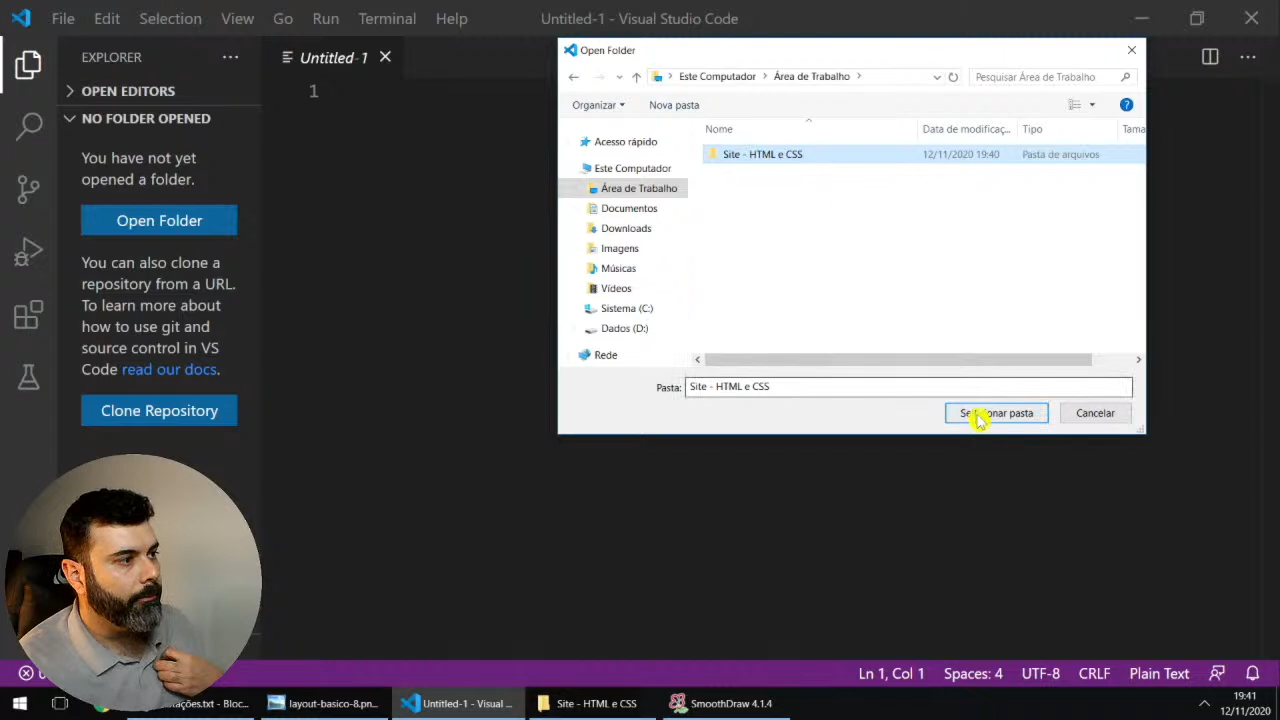 File Edit Selection View Go Run Terminal Help Untitled-1 - Visual Studio Code
EXPLORER
Untitled-1
OPEN EDITORS
NO FOLDER OPENED
You have not yet
opened a folder.
Open Folder
You can also clone a
repository from a URL.
To learn more about
how to use git and
source control in VS
Code read our docs.
Clone Repository
1
Open Folder
Este Computador
Área de Trabalho
Pesquisar Área de Trabalho
Organizar
Nova pasta
?
Nome
Data de modificaç...
Tipo
Tama
Site - HTML e CSS
12/11/2020 19:40
Pasta de arquivos
Acesso rápido
Este Computador
Área de Trabalho
Documentos
Downloads
Imagens
Músicas
Vídeos
Sistema (C:)
Dados (D:)
Rede
Pasta: Site - HTML e CSS
pasta
Cancelar
Ln 1, Col 1 Spaces: 4 UTF-8 CRLF Plain Text
- Bloc...
layout-basico-8.pn...
Untitled-1 - Visual ...
Site - HTML e CSS
SmoothDraw 4.1.4
19:41
12/11/2020